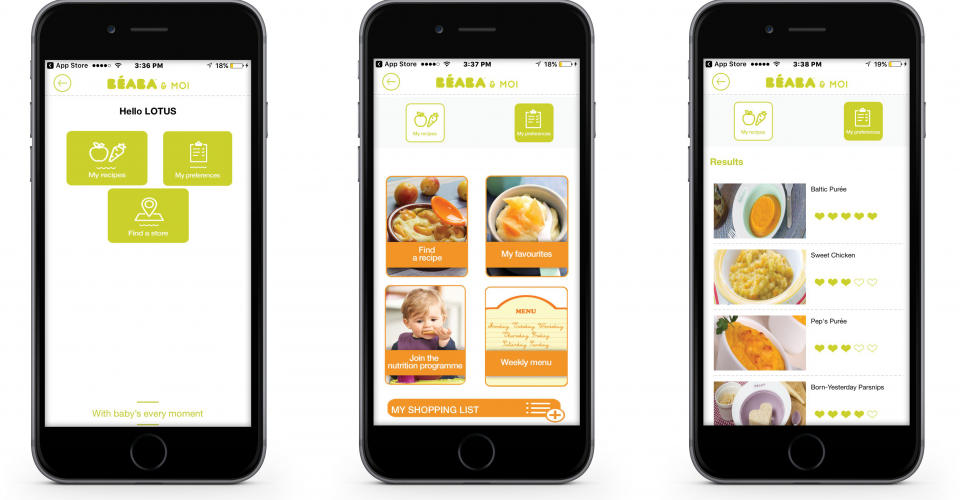 App Store 3:36 PM 18%
BÉABA & MOI
Hello LOTUS
My recipes
My preferences
Find a store
With baby's every moment
App Store 3:37 PM 18%
BÉABA & MOI
My recipes
My preferences
Find
a recipe
My favourites
Join the
nutrition programme
MENU
Monday Tuesday Wednesday
Thursday Friday
Saturday Sunday
Weekly menu
MY SHOPPING LIST
App Store 3:38 PM 19%
BÉABA & MOI
My recipes
My preferences
Results
Baltic Purée
Sweet Chicken
Pep's Purée
Born-Yesterday Parsnips